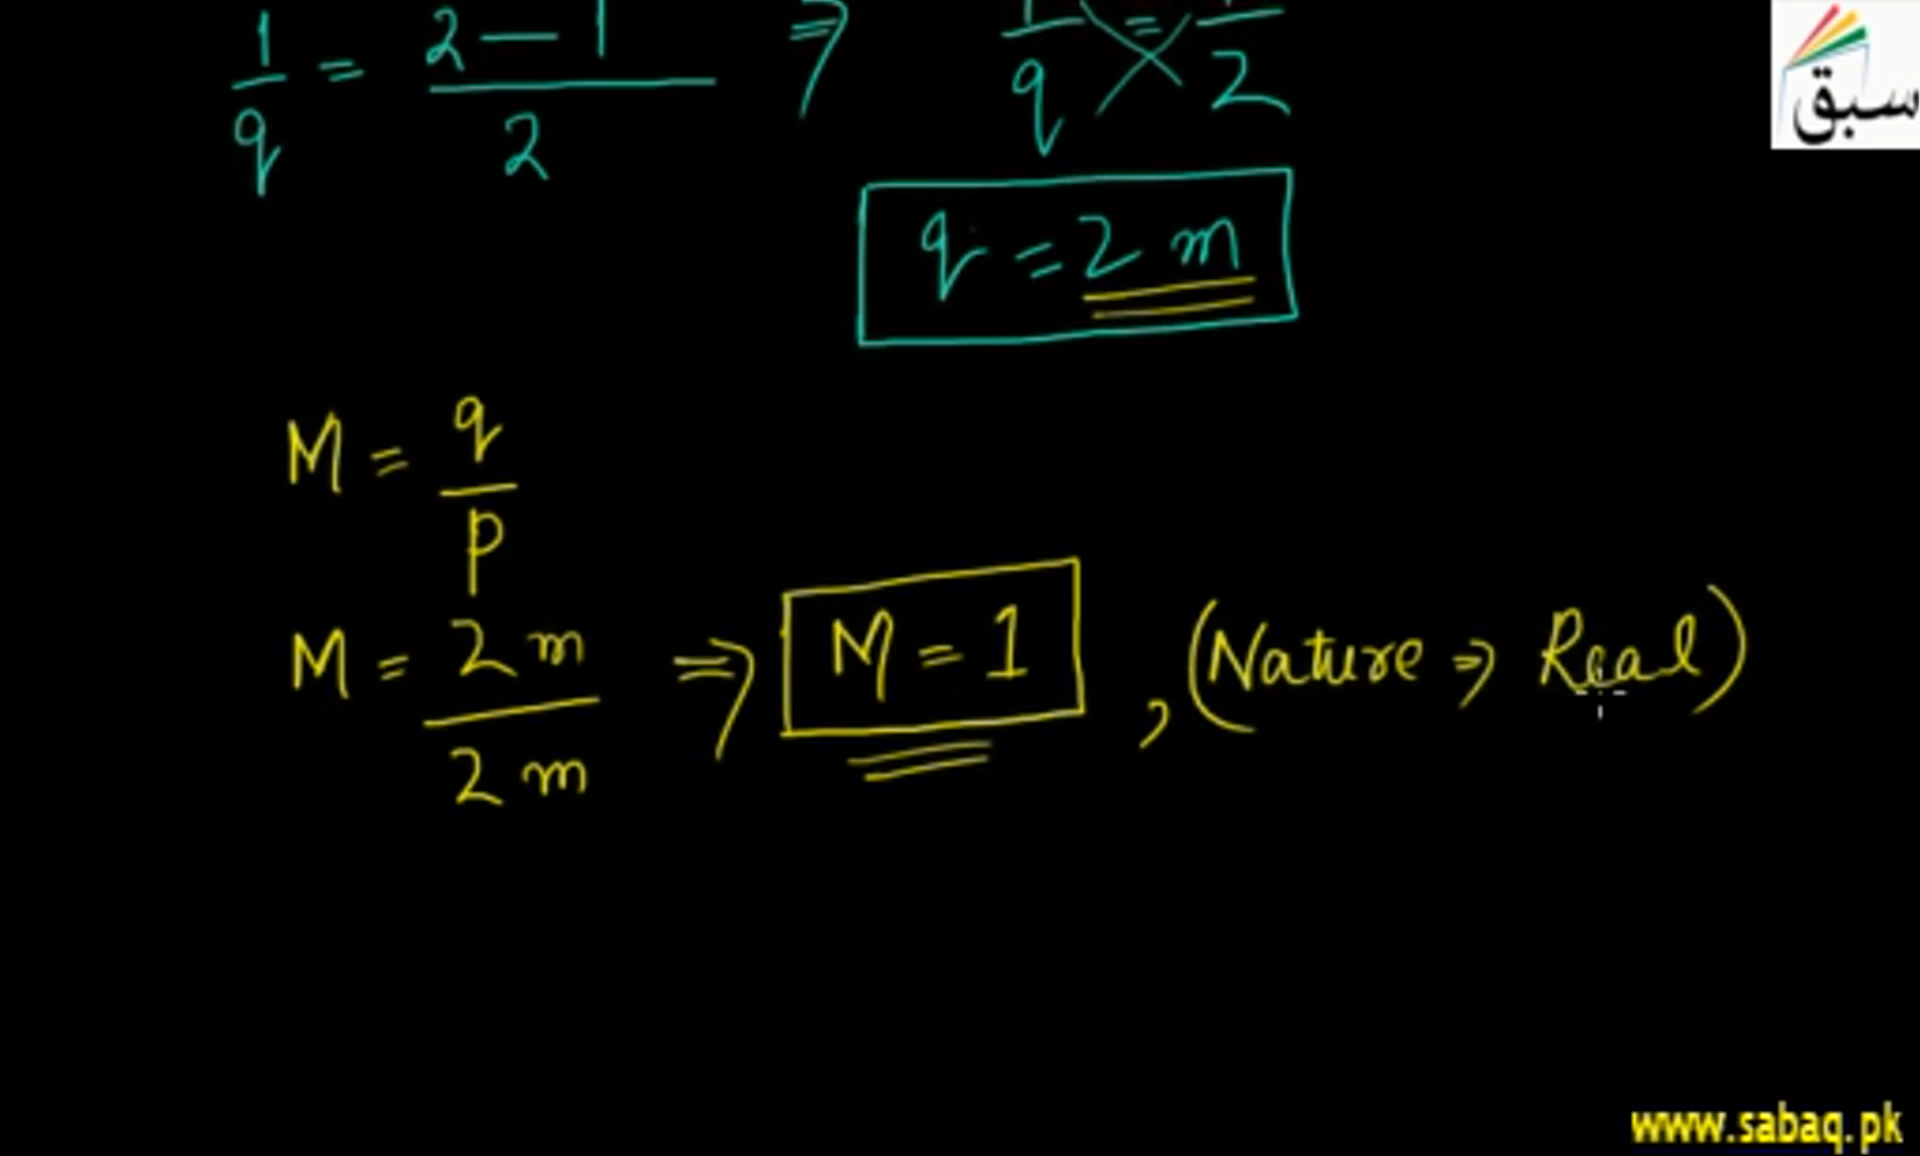 1/q = 2 - 1/2 ⇒ 1/q = 1/2
سبق
q = 2 m
M = q/p
M = 2 m/2 m ⇒ M = 1 , (Nature ⇒ Real)
www.sabaq.pk